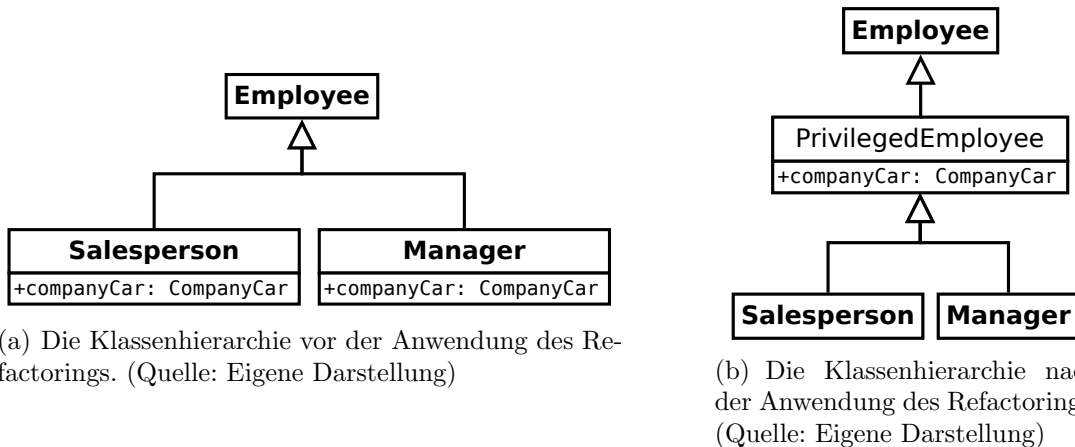 Employee
Salesperson
+companyCar: CompanyCar
Manager
+companyCar: CompanyCar
(a) Die Klassenhierarchie vor der Anwendung des Re-
factorings. (Quelle: Eigene Darstellung)
Employee
PrivilegedEmployee
+companyCar: CompanyCar
Salesperson
Manager
(b) Die Klassenhierarchie nac
der Anwendung des Refactoring
(Quelle: Eigene Darstellung)